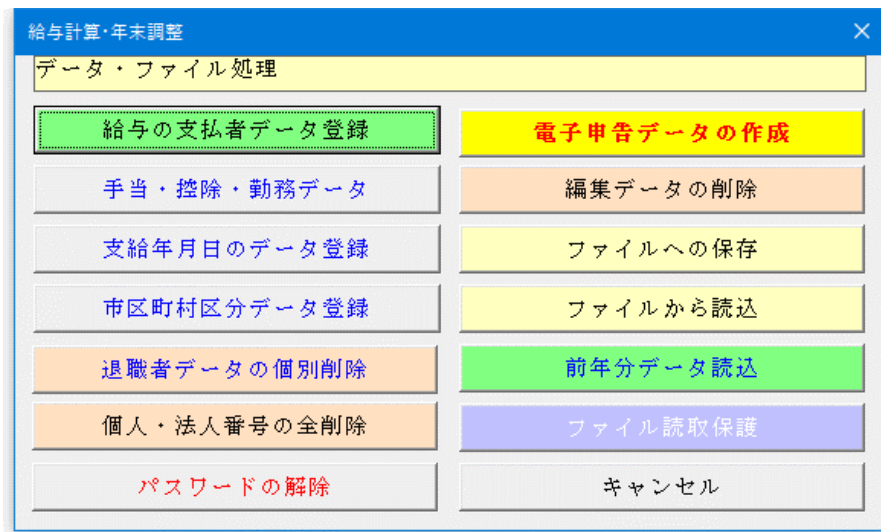 給与計算･年末調整
データ・ファイル処理
給与の支払者データ登録
電子申告データの作成
手当・控除・勤務データ
編集データの削除
支給年月日のデータ登録
ファイルへの保存
市区町村区分データ登録
ファイルから読込
退職者データの個別削除
前年分データ読込
個人・法人番号の全削除
ファイル読取保護
パスワードの解除
キャンセル